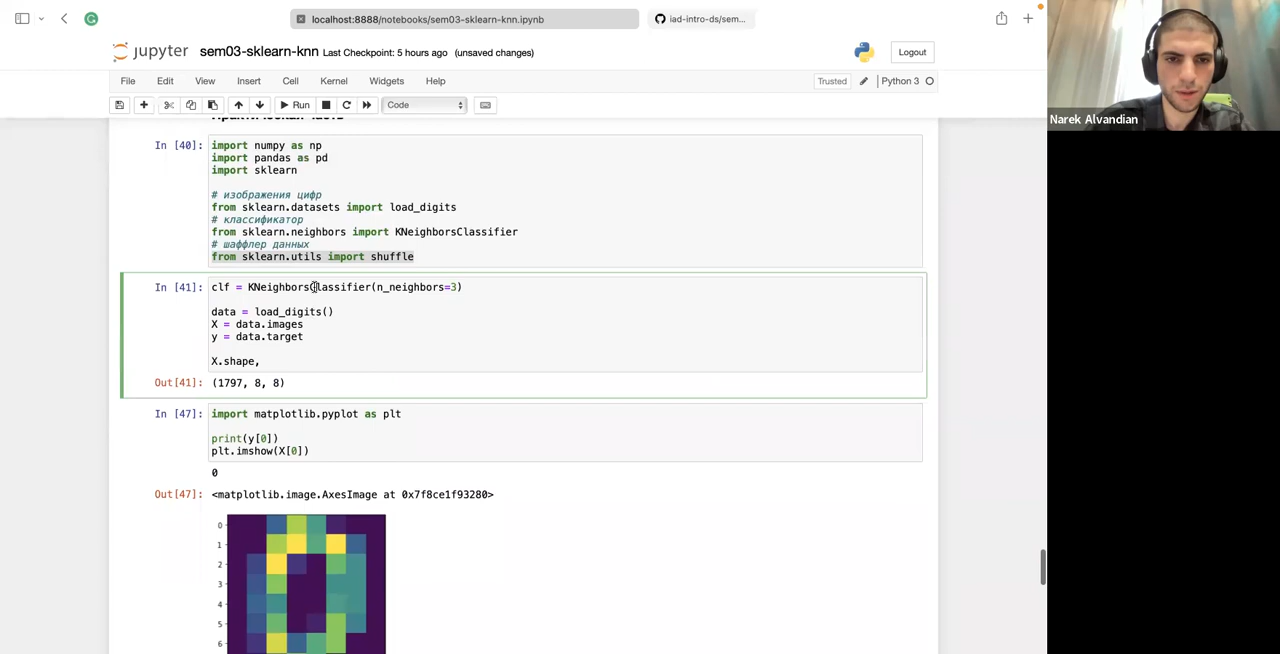 localhost:8888/notebooks/sem03-sklearn-knn.ipynb
iad-intro-ds/sem...
jupyter sem03-sklearn-knn Last Checkpoint: 5 hours ago (unsaved changes)
Logout
File Edit View Insert Cell Kernel Widgets Help
Trusted
Python 3
Run
Code
In [40]:
import numpy as np
import pandas as pd
import sklearn
# изображения цифр
from sklearn.datasets import load_digits
# классификатор
from sklearn.neighbors import KNeighborsClassifier
# шаффлер данных
from sklearn.utils import shuffle
In [41]:
clf = KNeighborsClassifier(n_neighbors=3)
data = load_digits()
X = data.images
y = data.target
X.shape,
Out[41]: (1797, 8, 8)
In [47]:
import matplotlib.pyplot as plt
print(y[0])
plt.imshow(X[0])
0
Out[47]: <matplotlib.image.AxesImage at 0x7f8ce1f93280>
0
1
2
3
4
5
6
Narek Alvandian